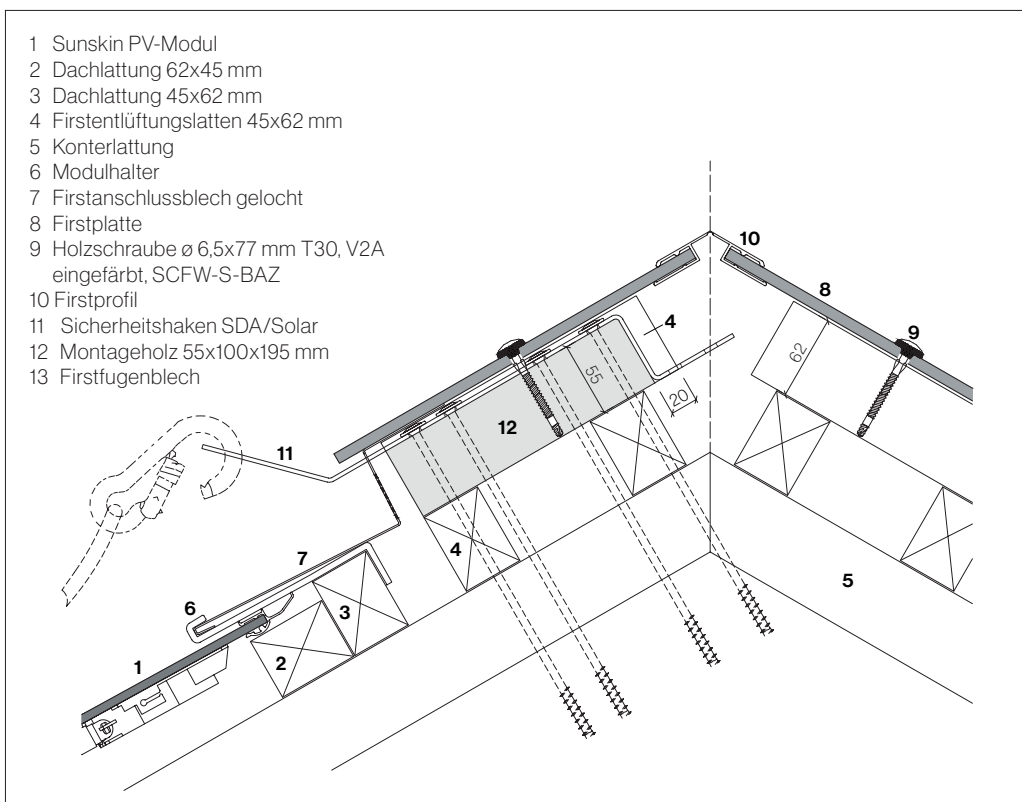 1 Sunskin PV-Modul
2 Dachlattung 62x45 mm
3 Dachlattung 45x62 mm
4 Firstentlüftungslatten 45x62 mm
5 Konterlattung
6 Modulhalter
7 Firstanschlussblech gelocht
8 Firstplatte
9 Holzschraube ø 6,5x77 mm T30, V2A
eingefärbt, SCFW-S-BAZ
10 Firstprofil
11 Sicherheitshaken SDA/Solar
12 Montageholz 55x100x195 mm
13 Firstfugenblech
10
8
4
9
62
55
20
12
11
4
7
5
6
3
2
1